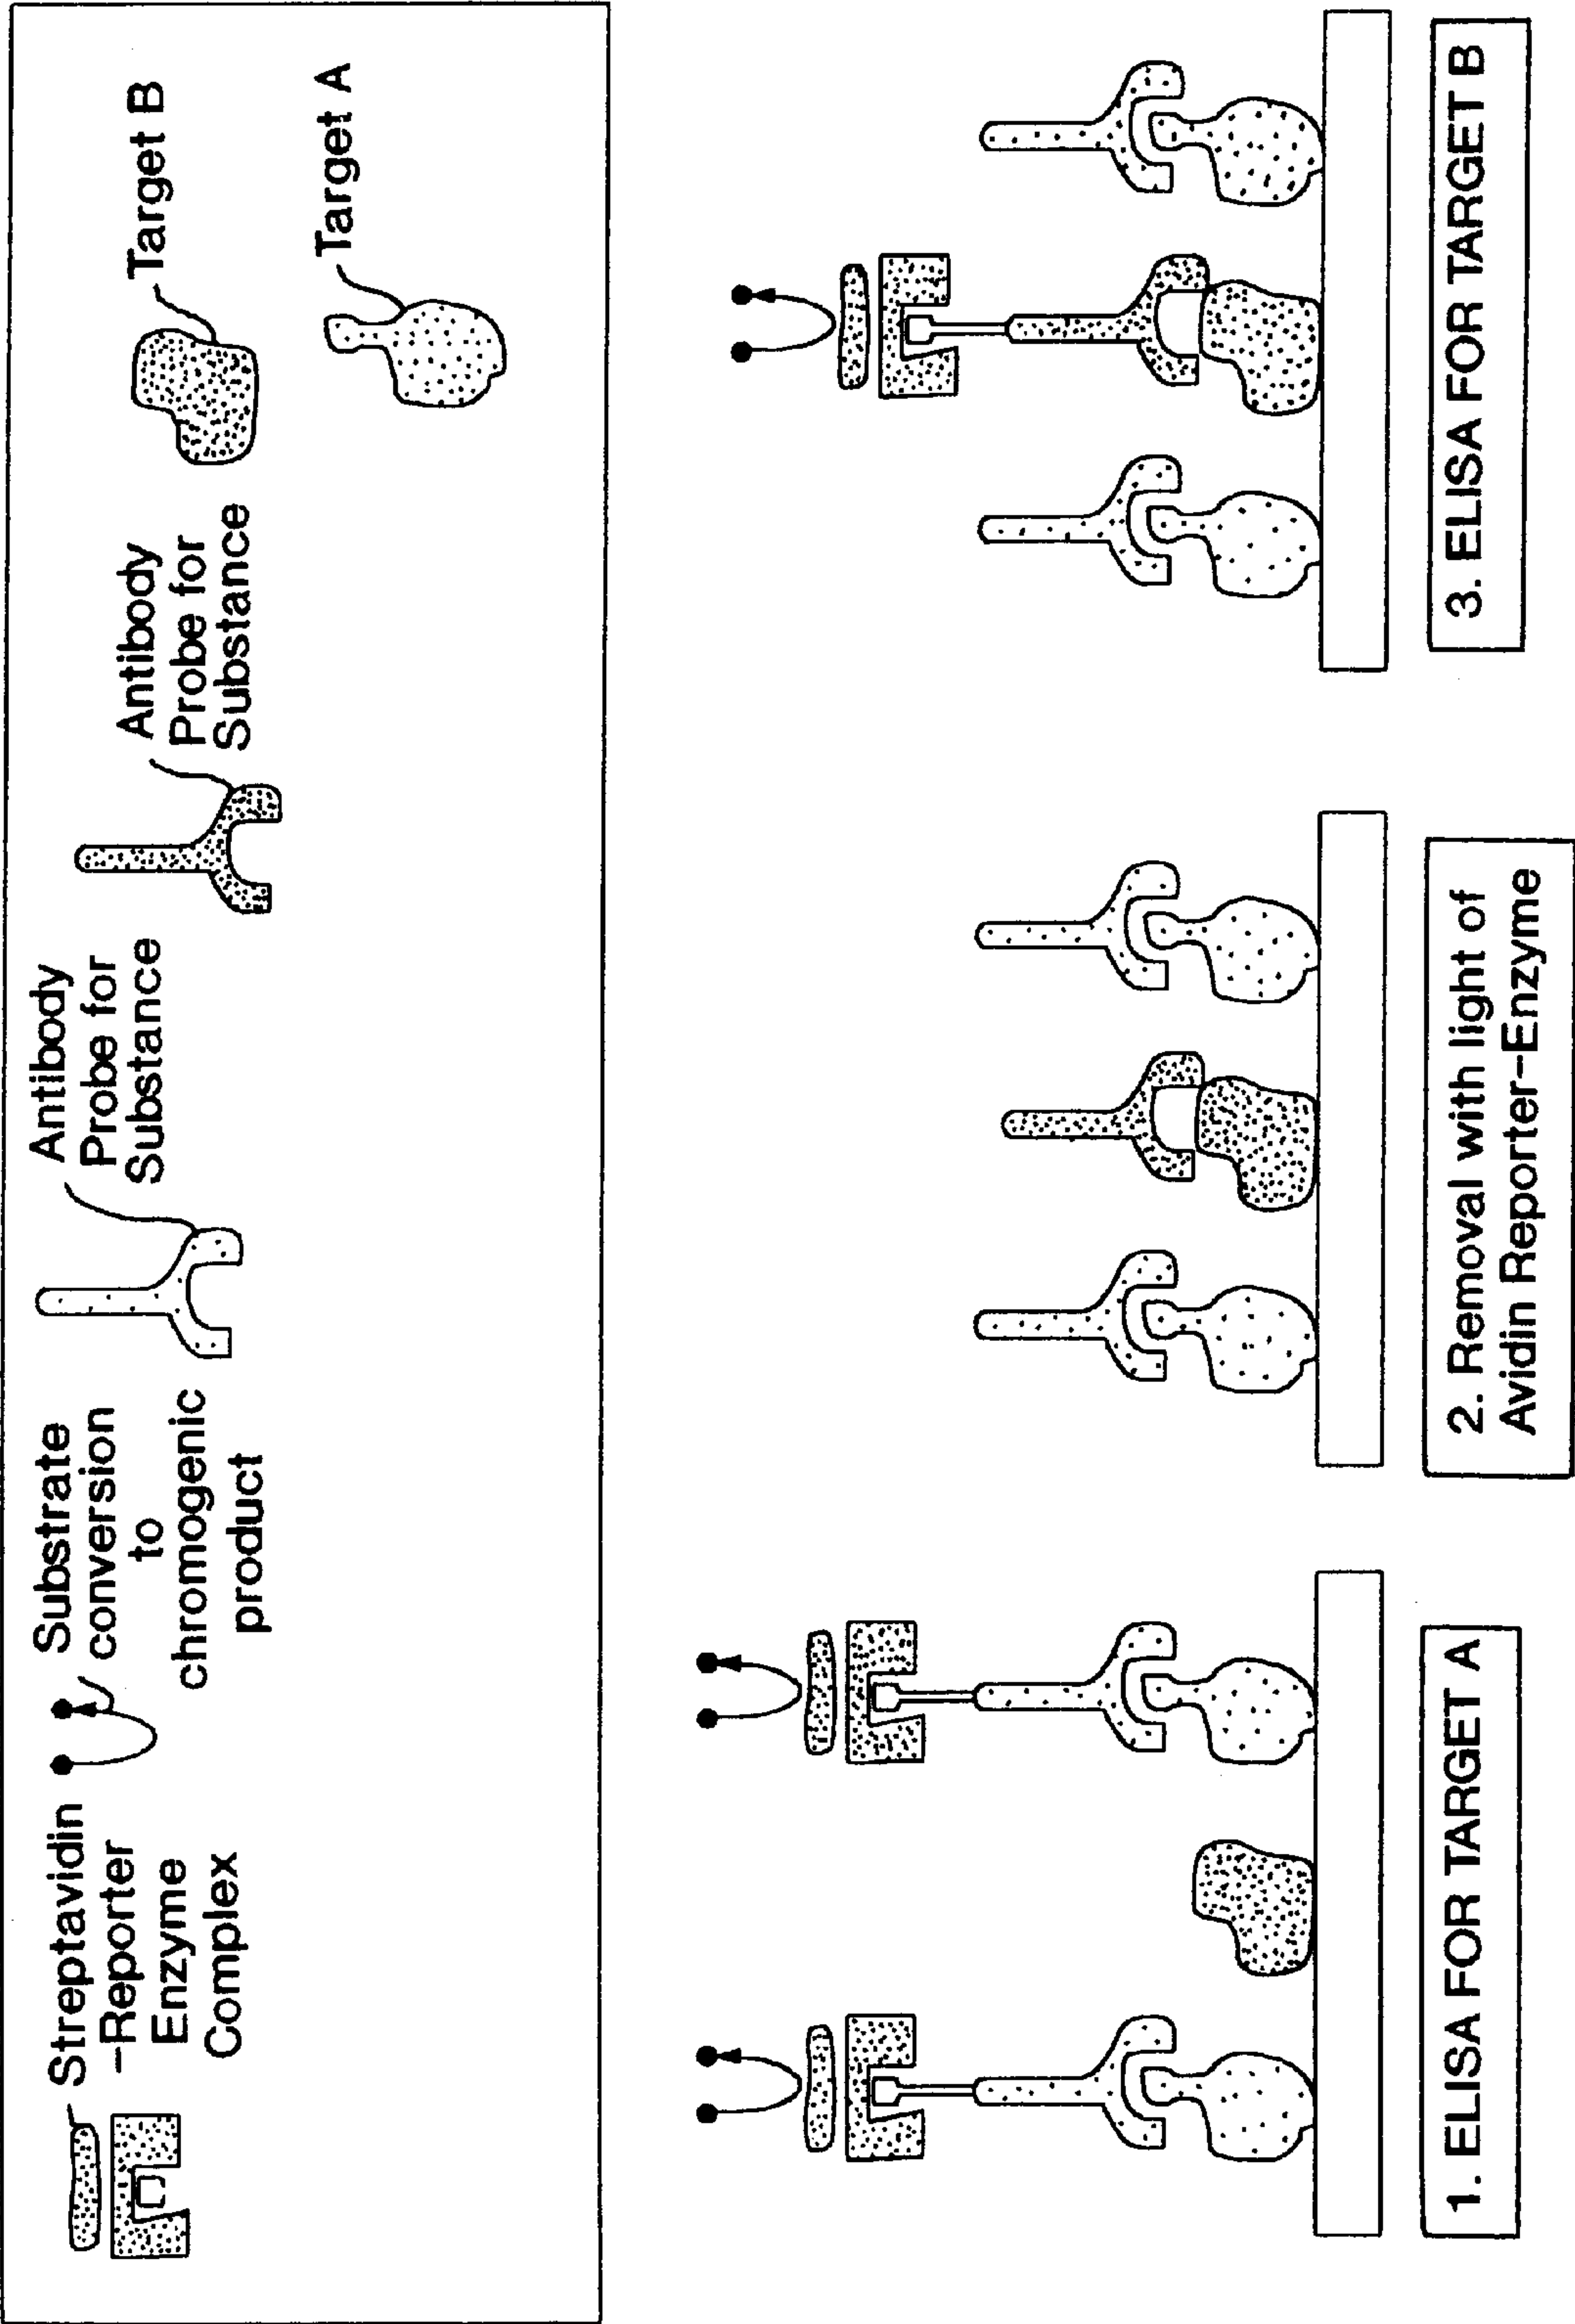 Streptavidin
-Reporter
Enzyme
Complex
Substrate
conversion
to
chromogenic
product
Antibody
Probe for
Substance
Antibody
Probe for
Substance
Target B
Target A
1. ELISA FOR TARGET A
2. Removal with light of
Avidin Reporter-Enzyme
3. ELISA FOR TARGET B